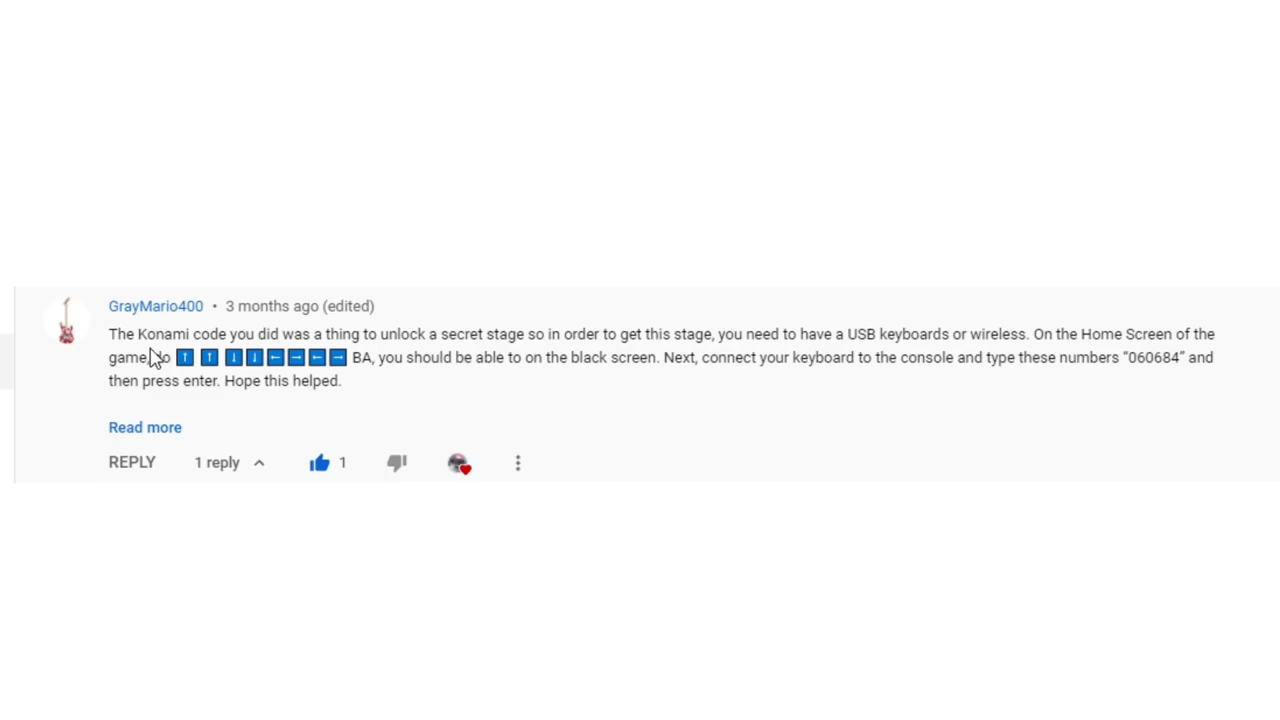 GrayMario400 • 3 months ago (edited)
The Konami code you did was a thing to unlock a secret stage so in order to get this stage, you need to have a USB keyboards or wireless. On the Home Screen of the
game, do ⬆️ ⬆️ ⬇️⬇️⬅️➡️⬅️➡️ BA, you should be able to on the black screen. Next, connect your keyboard to the console and type these numbers “060684” and
then press enter. Hope this helped.
Read more
REPLY 1 reply 1